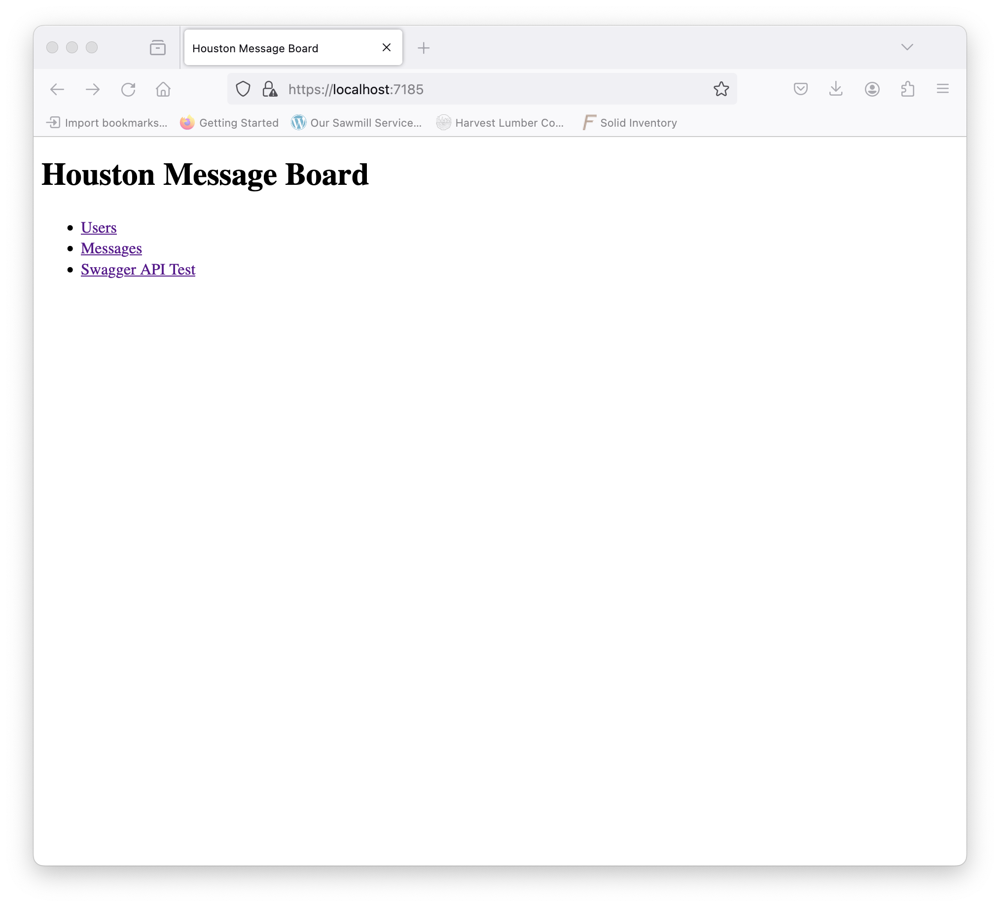 Houston Message Board
https://localhost:7185
Import bookmarks... Getting Started Our Sawmill Service... Harvest Lumber Co... Solid Inventory
Houston Message Board
Users
Messages
Swagger API Test